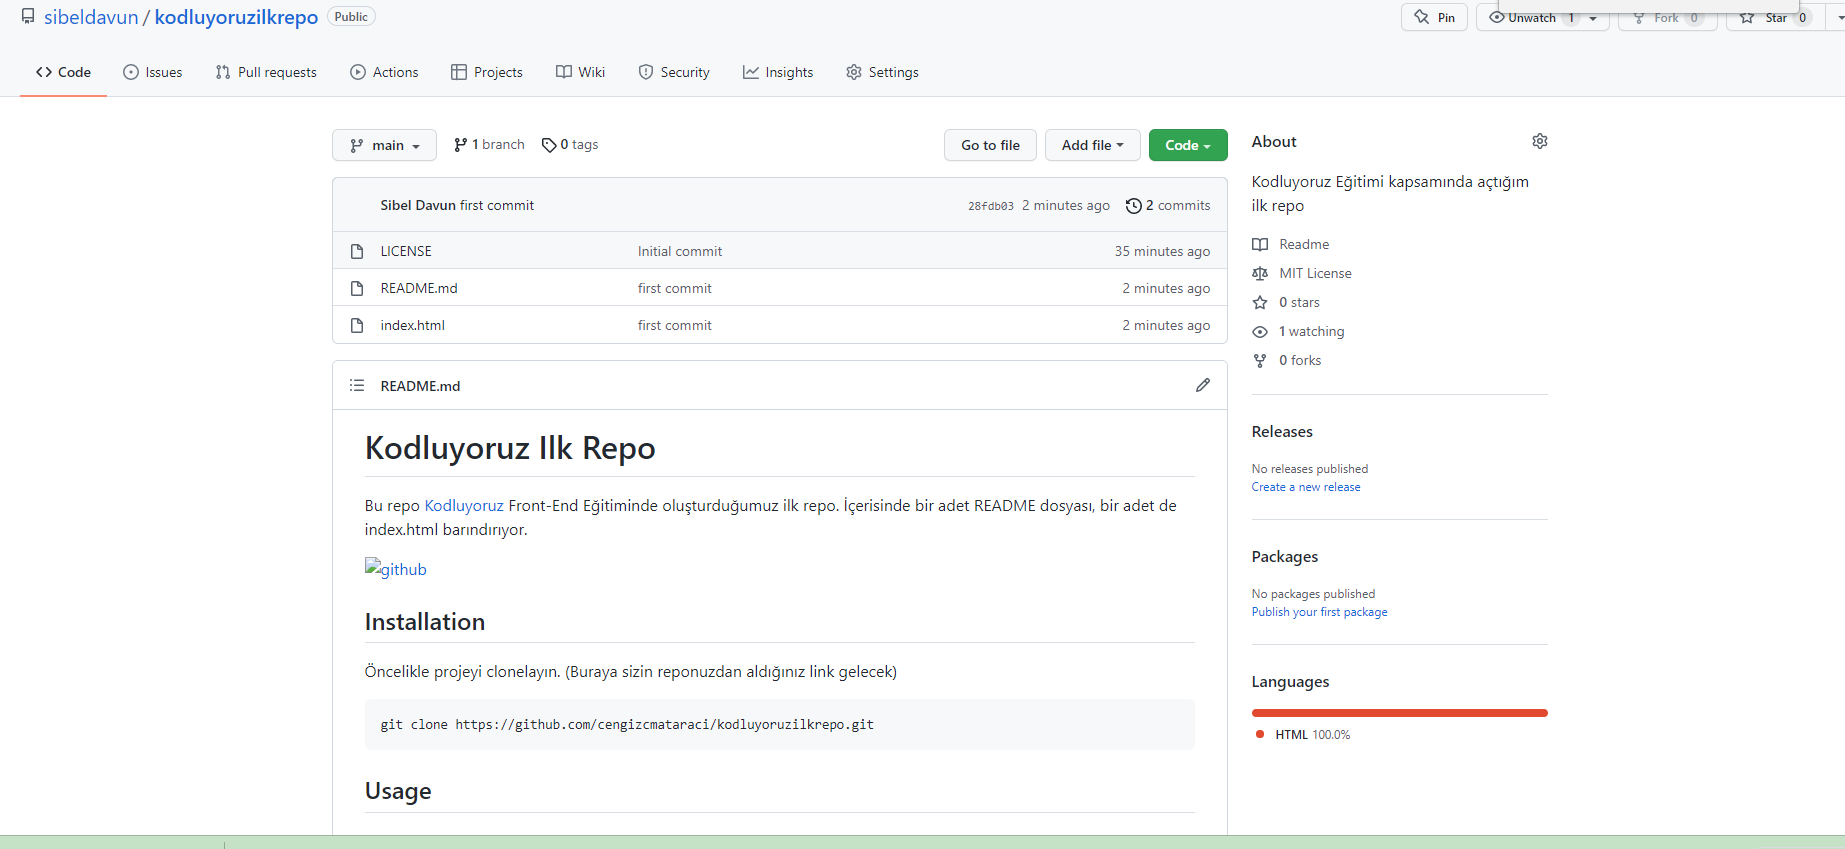 sibeldavun / kodluyoruzilkrepo Public
Pin Unwatch 1 Fork 0 Star 0
Code Issues Pull requests Actions Projects Wiki Security Insights Settings
main 1 branch 0 tags Go to file Add file Code
Sibel Davun first commit 28fdb03 2 minutes ago 2 commits
LICENSE Initial commit 35 minutes ago
README.md first commit 2 minutes ago
index.html first commit 2 minutes ago
README.md
Kodluyoruz Ilk Repo
Bu repo Kodluyoruz Front-End Eğitiminde oluşturduğumuz ilk repo. İçerisinde bir adet README dosyası, bir adet de
index.html barındırıyor.
github
Installation
Öncelikle projeyi clonelayın. (Buraya sizin reponuzdan aldığınız link gelecek)
git clone https://github.com/cengizcmataraci/kodluyoruzilkrepo.git
Usage
About
Kodluyoruz Eğitimi kapsamında açtığım
ilk repo
Readme
MIT License
0 stars
1 watching
0 forks
Releases
No releases published
Create a new release
Packages
No packages published
Publish your first package
Languages
HTML 100.0%